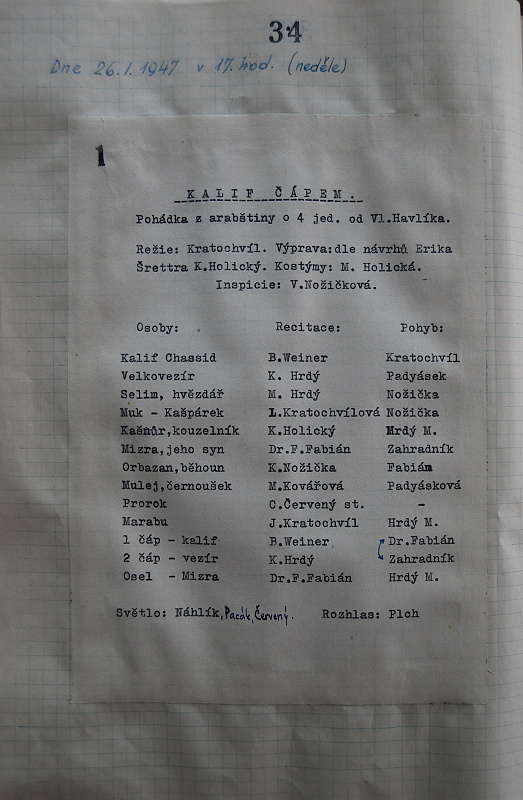 34
Dne 26.1.1947 v 17.hod. (neděle)
1
KALIF ČÁPEM.
Pohádka z arabětiny o 4 jed. od Vl.Havlíka.
Režie: Kratochvíl. Výprava:dle návrhů Erika
Šrettra K.Holický. Kostýmy: M. Holická.
Inspicie: V.Nožičková.
Osoby: Recitace: Pohyb:
Kalif Chassid B.Weiner Kratochvíl
Velkovezír K. Hrdý Padyásek
Selim, hvězdář M. Hrdý Nožička
Muk - Kašpárek L.Kratochvílová Nožička
Kašnůr,kouzelník K.Holický Hrdý M.
Mizra,jeho syn Dr.F.Fabián Zahradník
Orbazan,běhoun K.Nožička Fabián
Mulej,černoušek M.Kovářová Padyásková
Prorok C.Červený st. -
Marabu J.Kratochvíl Hrdý M.
1 čáp - kalif B.Weiner Dr.Fabián
2 čáp - vezír K.Hrdý Zahradník
Osel - Mizra Dr.F.Fabián Hrdý M.
Světlo: Náhlík,Pacák,Červený. Rozhlas: Plch